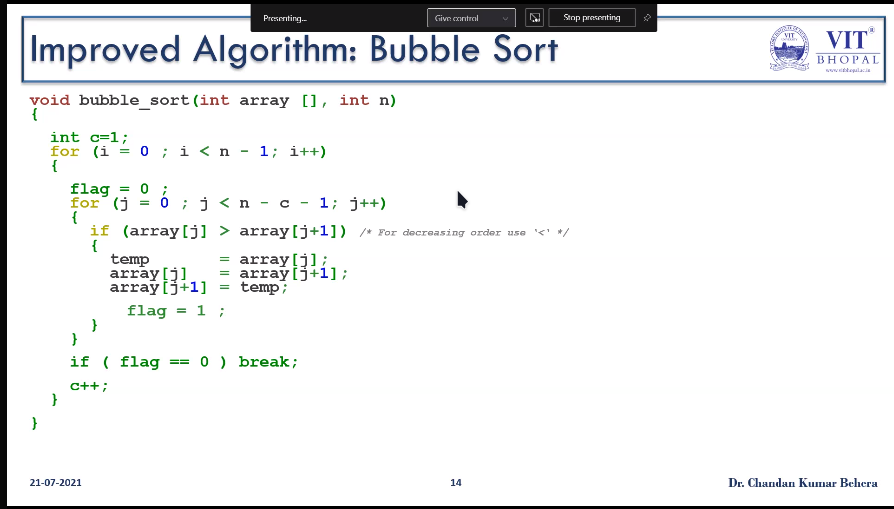 Presenting...
Give control
Stop presenting
Improved Algorithm: Bubble Sort
VIT®
BHOPAL
www.vitbhopal.ac.in
void bubble_sort(int array [], int n)
{
int c=1;
for (i = 0 ; i < n - 1; i++)
{
flag = 0 ;
for (j = 0 ; j < n - c - 1; j++)
{
if (array[j] > array[j+1]) /* For decreasing order use '<' */
{
temp = array[j];
array[j] = array[j+1];
array[j+1] = temp;
flag = 1 ;
}
}
if ( flag == 0 ) break;
c++;
}
}
21-07-2021
14
Dr. Chandan Kumar Behera